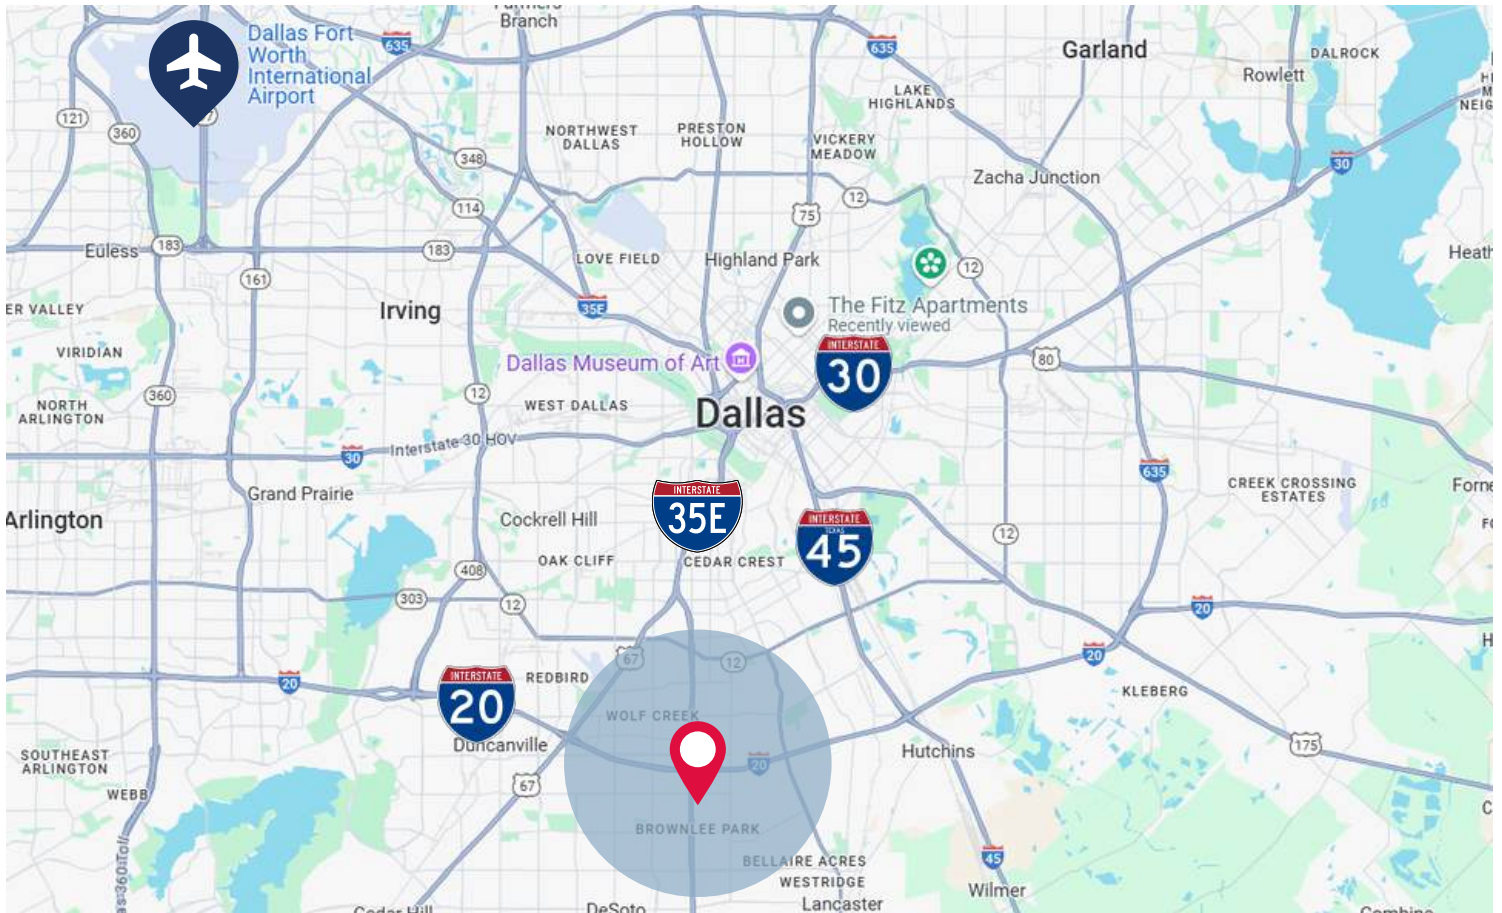 Farmers
Branch
Dallas Fort
Worth
International
Airport
635
635
Garland
DALROCK
Rowlett
LAKE
HIGHLANDS
121
360
NORTHWEST
DALLAS
PRESTON
HOLLOW
VICKERY
MEADOW
348
30
Zacha Junction
12
114
75
Euless
183
183
LOVE FIELD
Highland Park
12
Heath
161
ER VALLEY
Irving
35E
The Fitz Apartments
Recently viewed
VIRIDIAN
Dallas Museum of Art
INTERSTATE
30
80
360
12
NORTH
ARLINGTON
WEST DALLAS
Dallas
Interstate 30 HOV
30
635
Grand Prairie
CREEK CROSSING
ESTATES
Forne
Arlington
Cockrell Hill
INTERSTATE
35E
INTERSTATE
TEXAS
45
12
OAK CLIFF
CEDAR CREST
408
303
12
20
67
12
20
20
INTERSTATE
20
REDBIRD
KLEBERG
WOLF CREEK
Duncanville
Hutchins
175
SOUTHEAST
ARLINGTON
20
67
WEBB
BROWNLEE PARK
BELLAIRE ACRES
45
WESTRIDGE
Wilmer
Lancaster
Cedar Hill
DeSoto
Combine